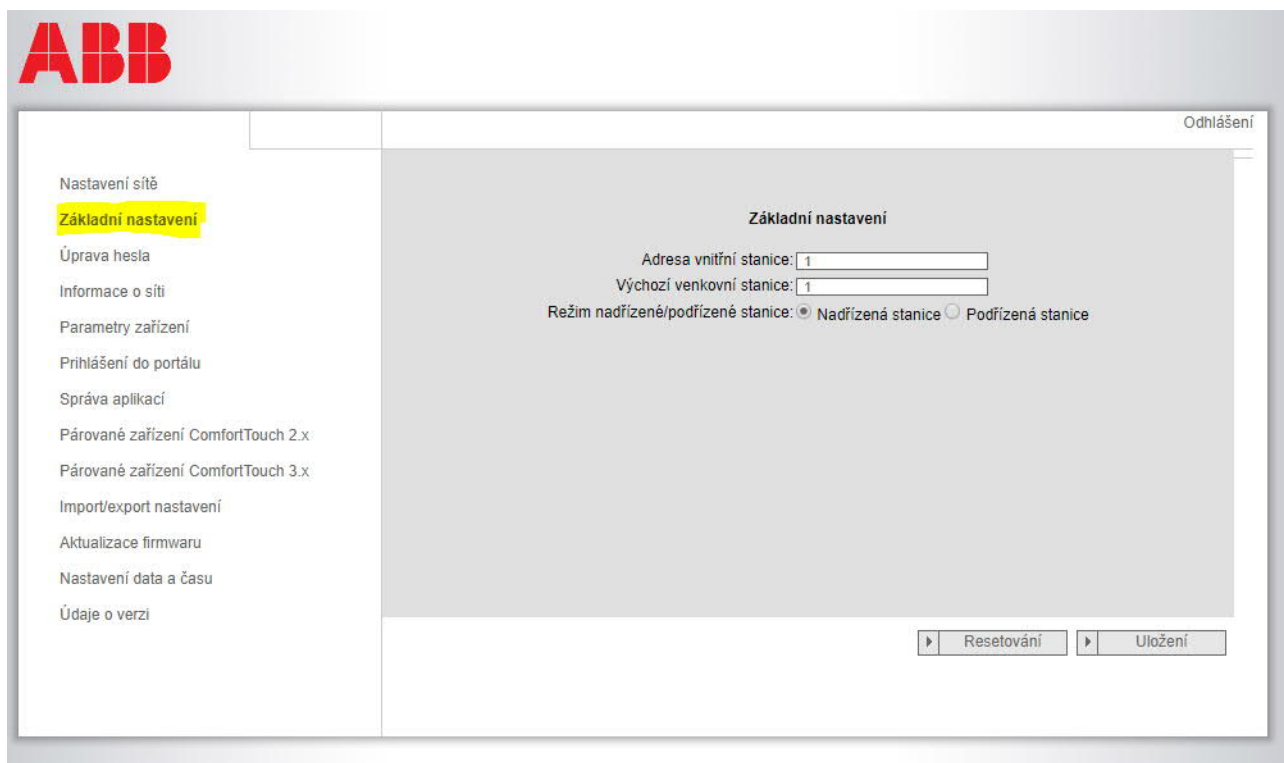 ABB
Odhlášení
Nastavení sítě
Základní nastavení
Úprava hesla
Informace o síti
Parametry zařízení
Prihlášení do portálu
Správa aplikací
Párované zařízení ComfortTouch 2.x
Párované zařízení ComfortTouch 3.x
Import/export nastavení
Aktualizace firmwaru
Nastavení data a času
Údaje o verzi
Základní nastavení
Adresa vnitřní stanice: 1
Výchozí venkovní stanice: 1
Režim nadřízené/podřízené stanice: Nadřízená stanice Podřízená stanice
Resetování Uložení